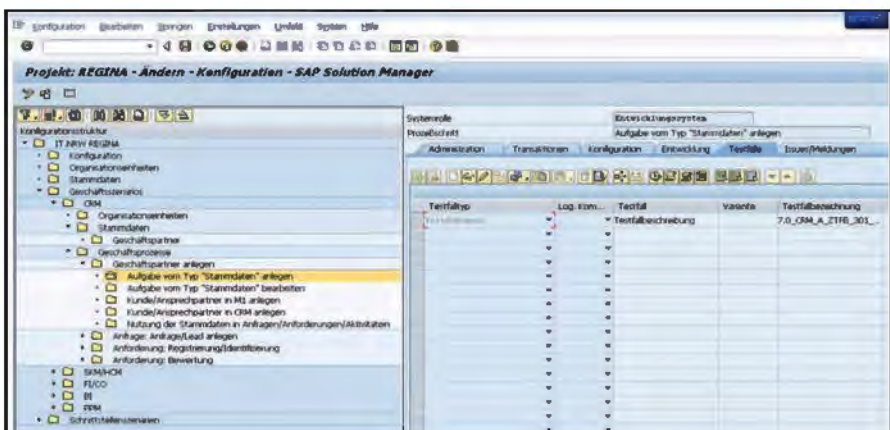 Konfiguration Bearbeiten Springen Einstellungen Umfeld System Hilfe
Projekt: REGINA - Ändern - Konfiguration - SAP Solution Manager
Konfigurationsstruktur
IT.NRW REGINA
Konfiguration
Organisationseinheiten
Stammdaten
Geschäftsszenarios
CRM
Organisationseinheiten
Stammdaten
Geschäftspartner
Geschäftsprozesse
Geschäftspartner anlegen
Aufgabe vom Typ "Stammdaten" anlegen
Aufgabe vom Typ "Stammdaten" bearbeiten
Kunde/Ansprechpartner in M1 anlegen
Kunde/Ansprechpartner in CRM anlegen
Nutzung der Stammdaten in Anfragen/Anforderungen/Aktivitäten
Anfrage: Anfrage/Lead anlegen
Anforderung: Registrierung/Identifizierung
Anforderung: Bewertung
SRM/HCM
FI/CO
BI
PPM
Schnittstellenszenarien
Systemrolle Entwicklungssystem
Prozeßschritt Aufgabe vom Typ "Stammdaten" anlegen
Administration Transaktionen Konfiguration Entwicklung Testfälle Issues/Meldungen
Testfalltyp Log. Kom... Testfall Variante Testfallbezeichnung
Testfallbeschreibung 7.0_CRM_A_ZTFB_301_...